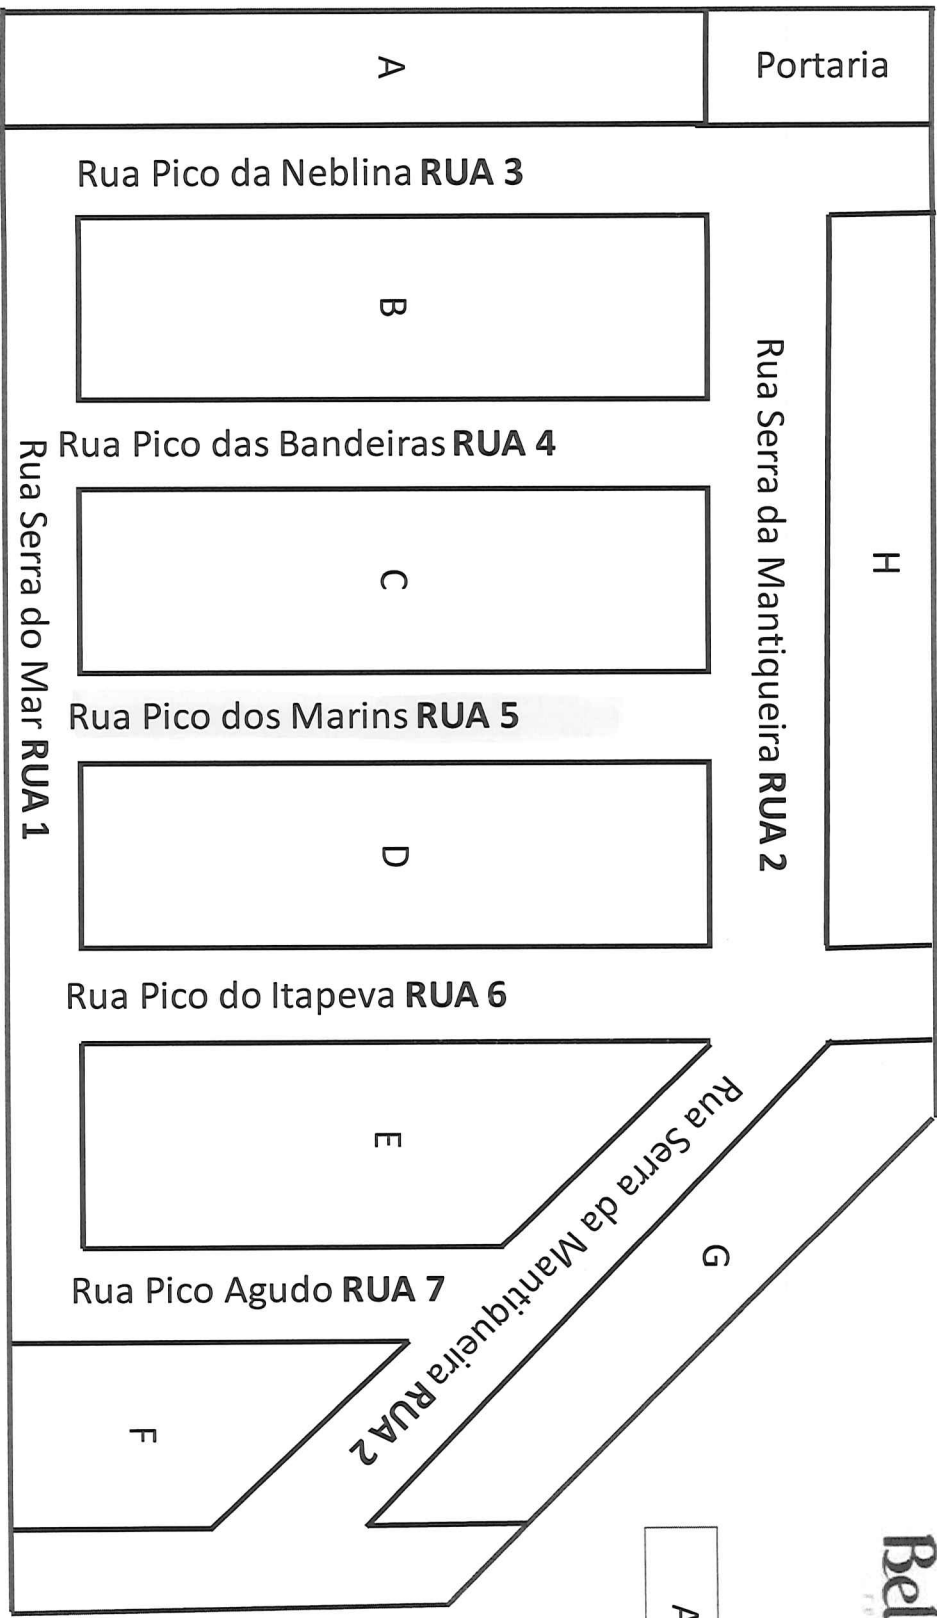 A
Portaria
Rua Pico da Neblina RUA 3
B
Rua Serra da Mantiqueira RUA 2
H
Rua Pico das Bandeiras RUA 4
Rua Serra do Mar RUA 1
C
Rua Pico dos Marins RUA 5
D
Rua Pico do Itapeva RUA 6
E
Rua Serra da Mantiqueira RUA 2
G
Rua Pico Agudo RUA 7
F
A
Bel